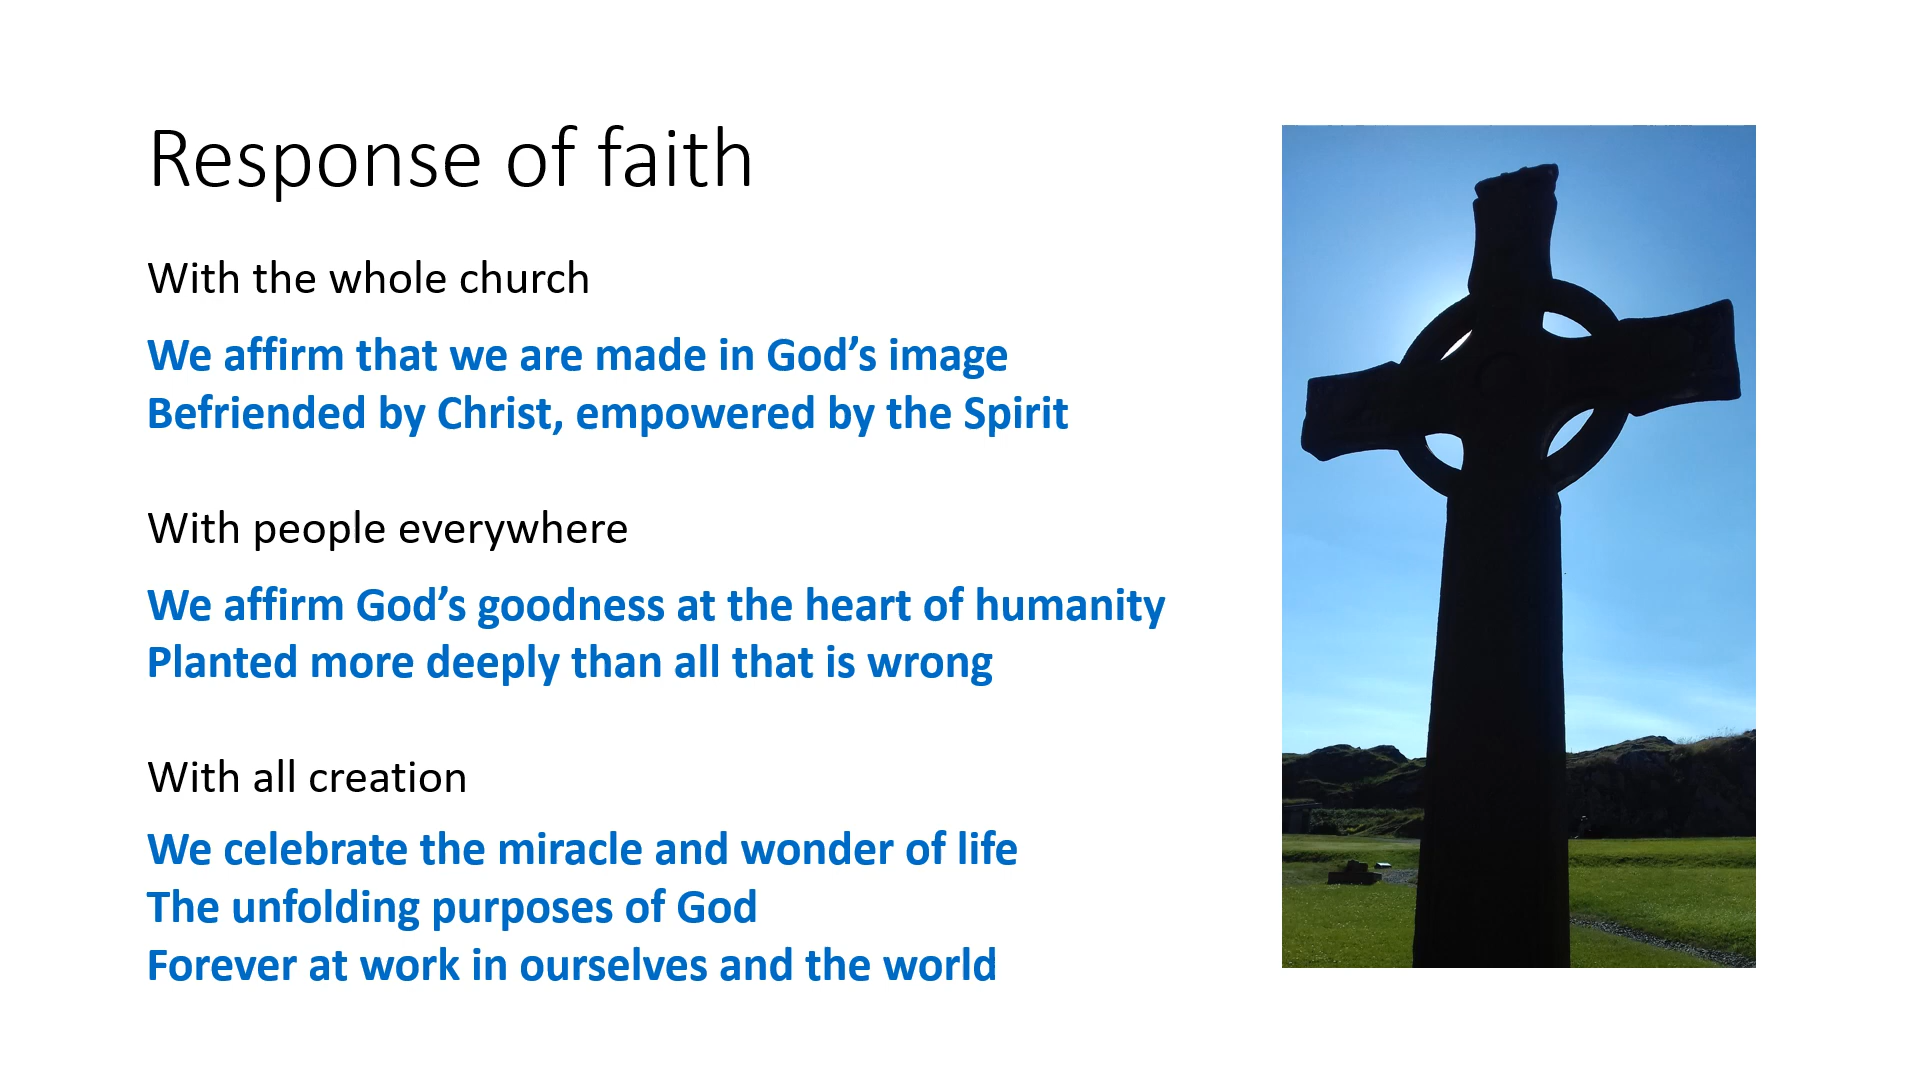 Response of faith
With the whole church
We affirm that we are made in God’s image
Befriended by Christ, empowered by the Spirit
With people everywhere
We affirm God’s goodness at the heart of humanity
Planted more deeply than all that is wrong
With all creation
We celebrate the miracle and wonder of life
The unfolding purposes of God
Forever at work in ourselves and the world